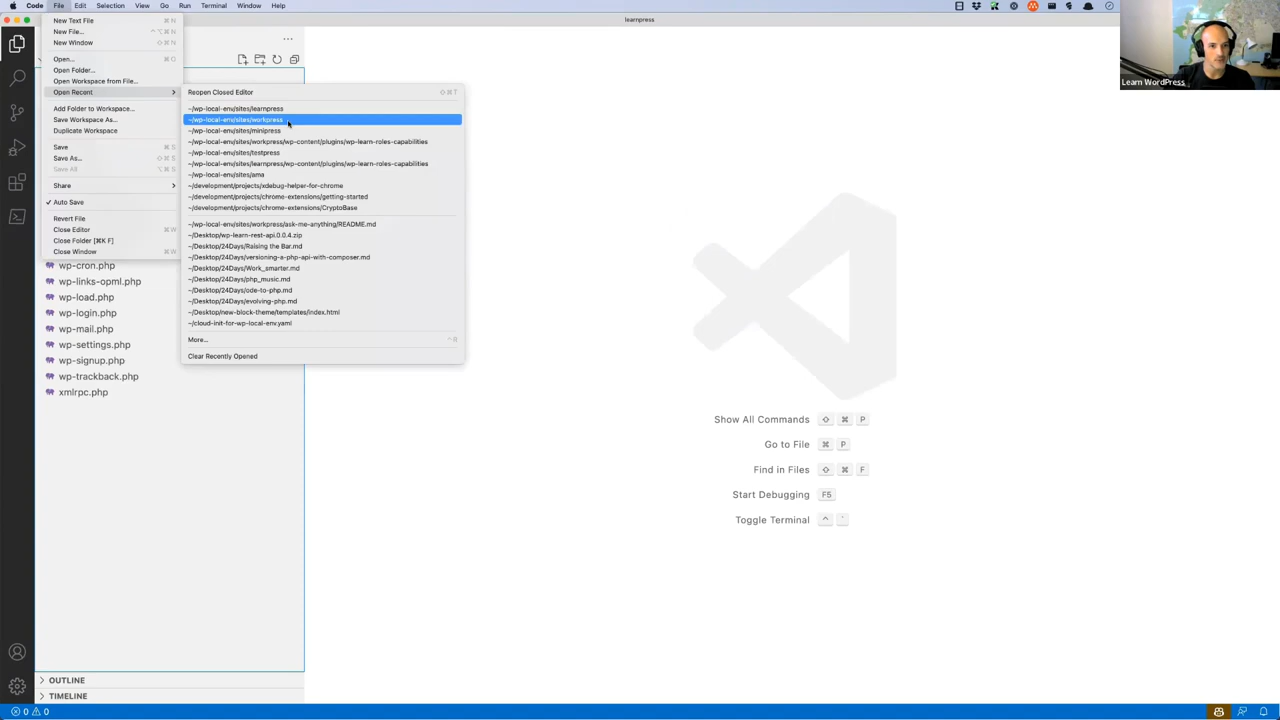 Code File Edit Selection View Go Run Terminal Window Help
learnpress
New Text File ⌘ N
New File... ⌃ ⌥ ⌘ N
New Window ⇧ ⌘ N
Open... ⌘ O
Open Folder...
Open Workspace from File...
Open Recent
Add Folder to Workspace...
Save Workspace As...
Duplicate Workspace
Save ⌘ S
Save As... ⇧ ⌘ S
Save All ⌥ ⌘ S
Share
✓ Auto Save
Revert File
Close Editor ⌘ W
Close Folder [⌘K F]
Close Window ⇧ ⌘ W
Reopen Closed Editor ⇧ ⌘ T
~/wp-local-env/sites/learnpress
~/wp-local-env/sites/workpress
~/wp-local-env/sites/minipress
~/wp-local-env/sites/workpress/wp-content/plugins/wp-learn-roles-capabilities
~/wp-local-env/sites/testpress
~/wp-local-env/sites/learnpress/wp-content/plugins/wp-learn-roles-capabilities
~/wp-local-env/sites/ama
~/development/projects/xdebug-helper-for-chrome
~/development/projects/chrome-extensions/getting-started
~/development/projects/chrome-extensions/CryptoBase
~/wp-local-env/sites/workpress/ask-me-anything/README.md
~/Desktop/wp-learn-rest-api.0.0.4.zip
~/Desktop/24Days/Raising the Bar.md
~/Desktop/24Days/versioning-a-php-api-with-composer.md
~/Desktop/24Days/Work_smarter.md
~/Desktop/24Days/php_music.md
~/Desktop/24Days/ode-to-php.md
~/Desktop/24Days/evolving-php.md
~/Desktop/new-block-theme/templates/index.html
~/cloud-init-for-wp-local-env.yaml
More... ⌃ R
Clear Recently Opened
wp-cron.php
wp-links-opml.php
wp-load.php
wp-login.php
wp-mail.php
wp-settings.php
wp-signup.php
wp-trackback.php
xmlrpc.php
OUTLINE
TIMELINE
0 0
Show All Commands ⇧ ⌘ P
Go to File ⌘ P
Find in Files ⇧ ⌘ F
Start Debugging F5
Toggle Terminal ^ `
Learn WordPress